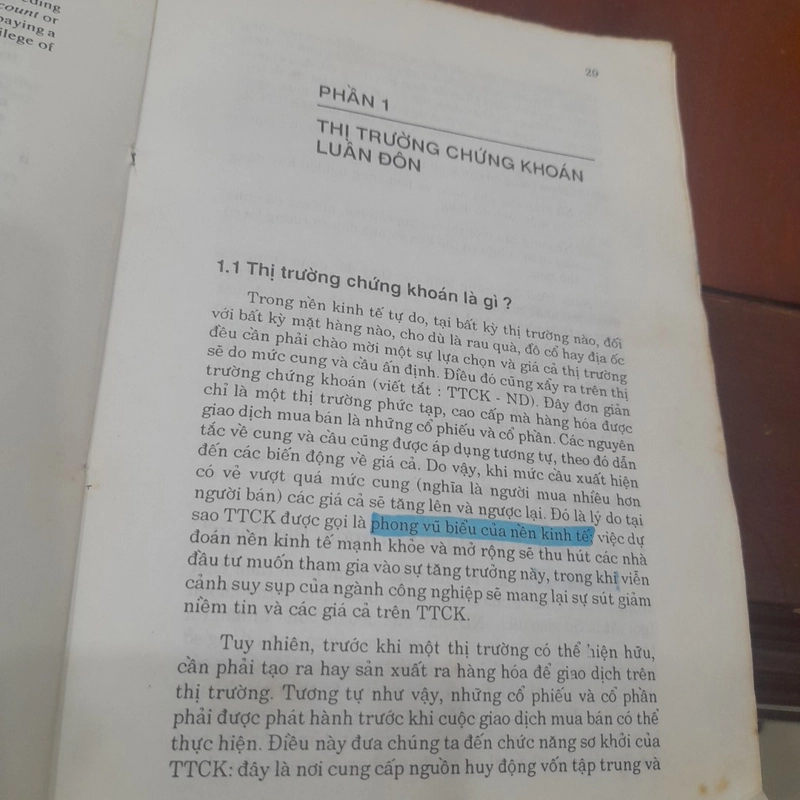 eding
count or
paying a
ilege of
29
PHẦN 1
THỊ TRƯỜNG CHỨNG KHOÁN
LUÂN ĐÔN
1.1 Thị trường chứng khoán là gì ?
Trong nền kinh tế tự do, tại bất kỳ thị trường nào, đối
với bất kỳ mặt hàng nào, cho dù là rau quả, đồ cổ hay địa ốc
đều cần phải chào mời một sự lựa chọn và giá cả thị trường
sẽ do mức cung và cầu ấn định. Điều đó cũng xẩy ra trên thị
trường chứng khoán (viết tắt : TTCK - ND). Đây đơn giản
chỉ là một thị trường phức tạp, cao cấp mà hàng hóa được
giao dịch mua bán là những cổ phiếu và cổ phần. Các nguyên
tắc về cung và cầu cũng được áp dụng tương tự, theo đó dẫn
đến các biến động về giá cả. Do vậy, khi mức cầu xuất hiện
có vẻ vượt quá mức cung (nghĩa là người mua nhiều hơn
người bán) các giá cả sẽ tăng lên và ngược lại. Đó là lý do tại
sao TTCK được gọi là phong vũ biểu của nền kinh tế; việc dự
đoán nền kinh tế mạnh khỏe và mở rộng sẽ thu hút các nhà
đầu tư muốn tham gia vào sự tăng trưởng nầy, trong khi viễn
cảnh suy sụp của ngành công nghiệp sẽ mang lại sự sút giảm
niềm tin và các giá cả trên TTCK.
Tuy nhiên, trước khi một thị trường có thể hiện hữu,
cần phải tạo ra hay sản xuất ra hàng hóa để giao dịch trên
thị trường. Tương tự như vậy, những cổ phiếu và cổ phần
phải được phát hành trước khi cuộc giao dịch mua bán có thể
thực hiện. Điều này đưa chúng ta đến chức năng sơ khởi của
TTCK: đây là nơi cung cấp nguồn huy động vốn tập trung và